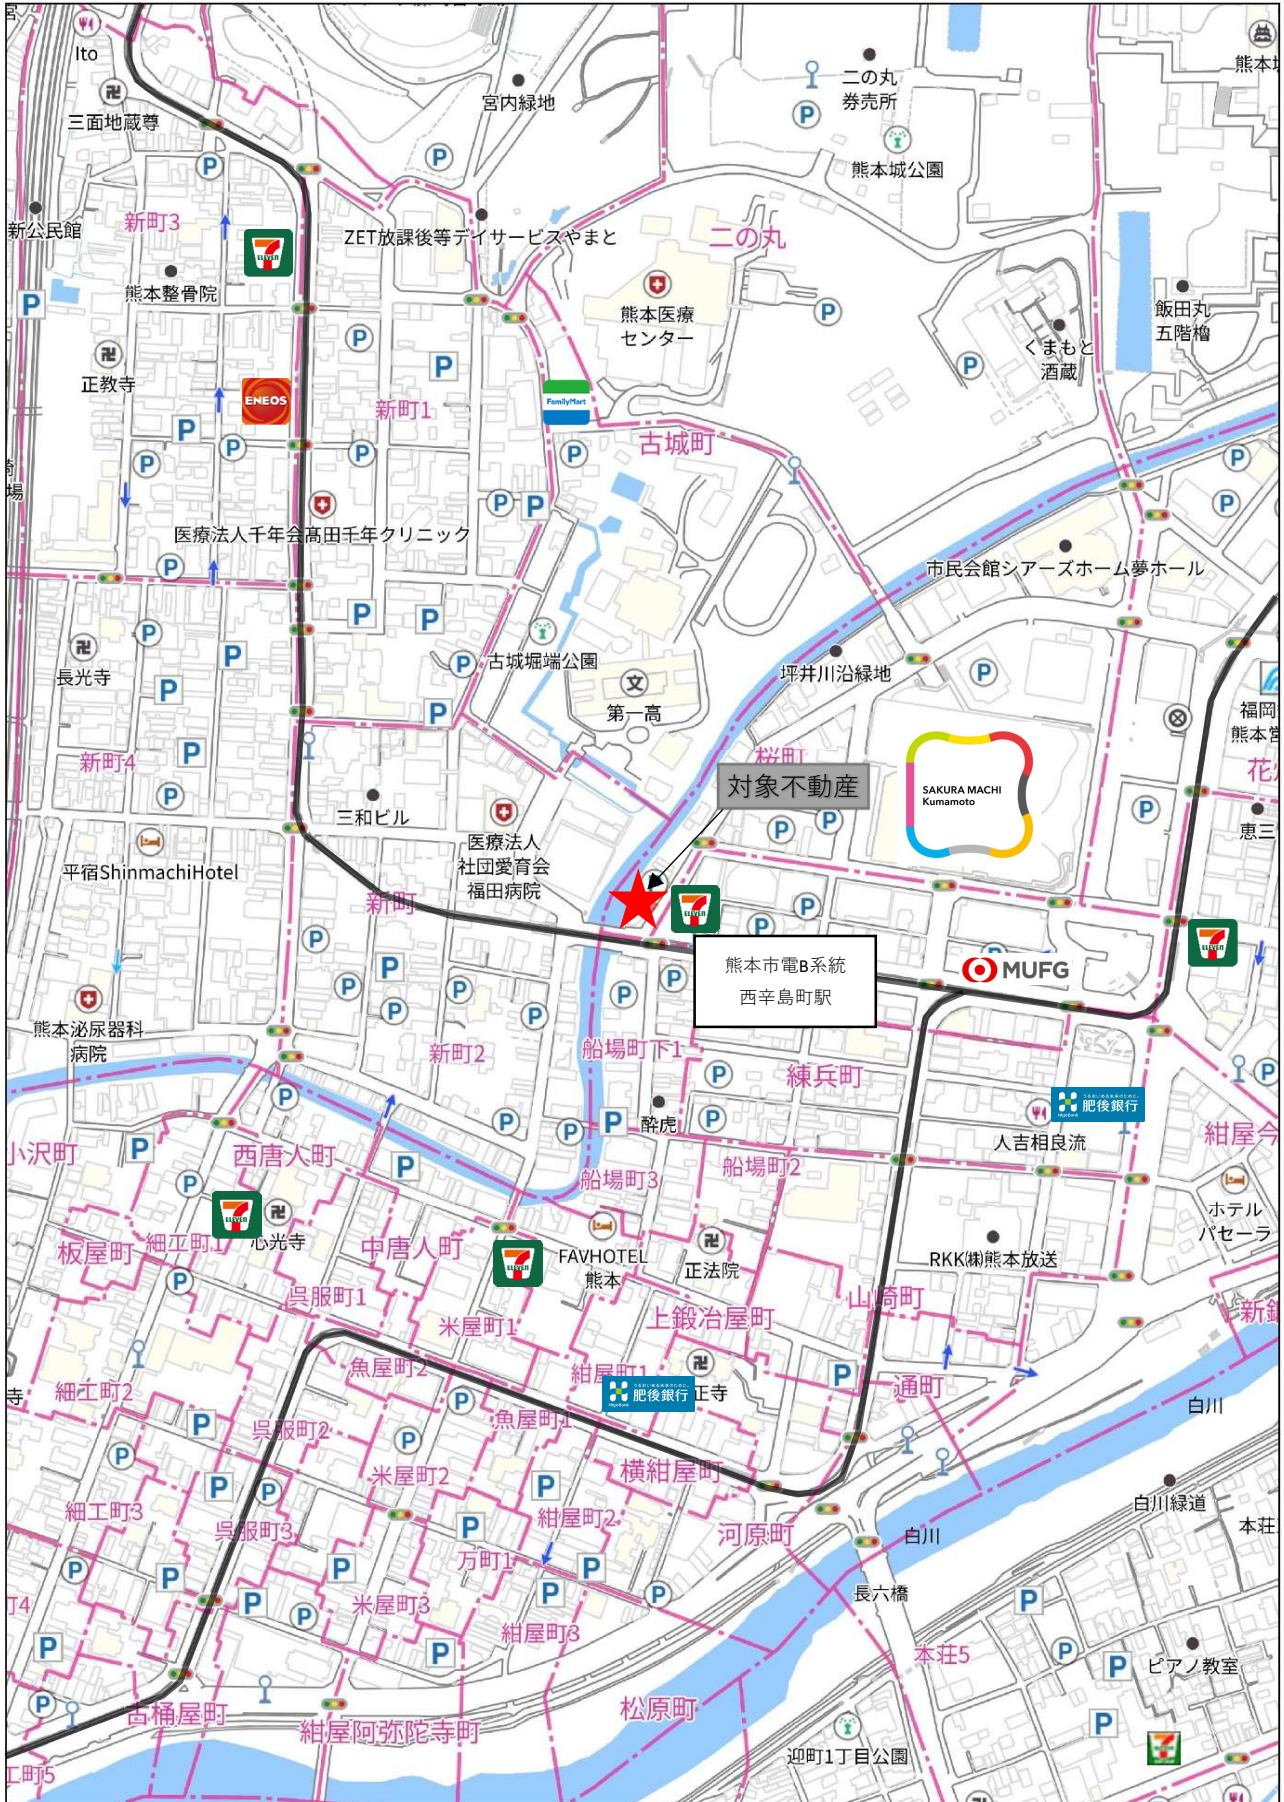 宮内緑地
二の丸
券売所
熊本城公園
Ito
三面地蔵尊
新町3
新公民館
ZET放課後等デイサービスやまと
二の丸
熊本整骨院
熊本医療
センター
飯田丸
五階櫓
くまもと
酒蔵
正教寺
ENEOS
新町1
FamilyMart
古城町
医療法人千年会髙田千年クリニック
市民会館シアーズホーム夢ホール
古城堀端公園
坪井川沿緑地
長光寺
第一高
文
福岡
新町4
桜町
対象不動産
SAKURA MACHI
Kumamoto
三和ビル
恵三
医療法人
社団愛育会
福田病院
平宿ShinmachiHotel
新町
ELEVEN
熊本市電B系統
西辛島町駅
MUFG
熊本泌尿器科
病院
新町2
船場町下1
練兵町
酔虎
肥後銀行
人吉相良流
紺屋今
小沢町
西唐人町
船場町3
船場町2
ホテル
パセーラ
板屋町
細工町1
心光寺
中唐人町
FAVHOTEL
熊本
正法院
RKK㈱熊本放送
呉服町1
米屋町1
上鍛冶屋町
山崎町
魚屋町2
紺屋町1
肥後銀行
正寺
通町
細工町2
白川
呉服町2
魚屋町1
米屋町2
横紺屋町
白川緑道
細工町3
呉服町3
紺屋町2
河原町
白川
本荘
万町1
長六橋
米屋町3
紺屋町3
本荘5
ピアノ教室
古桶屋町
紺屋阿弥陀寺町
松原町
迎町1丁目公園
工町5